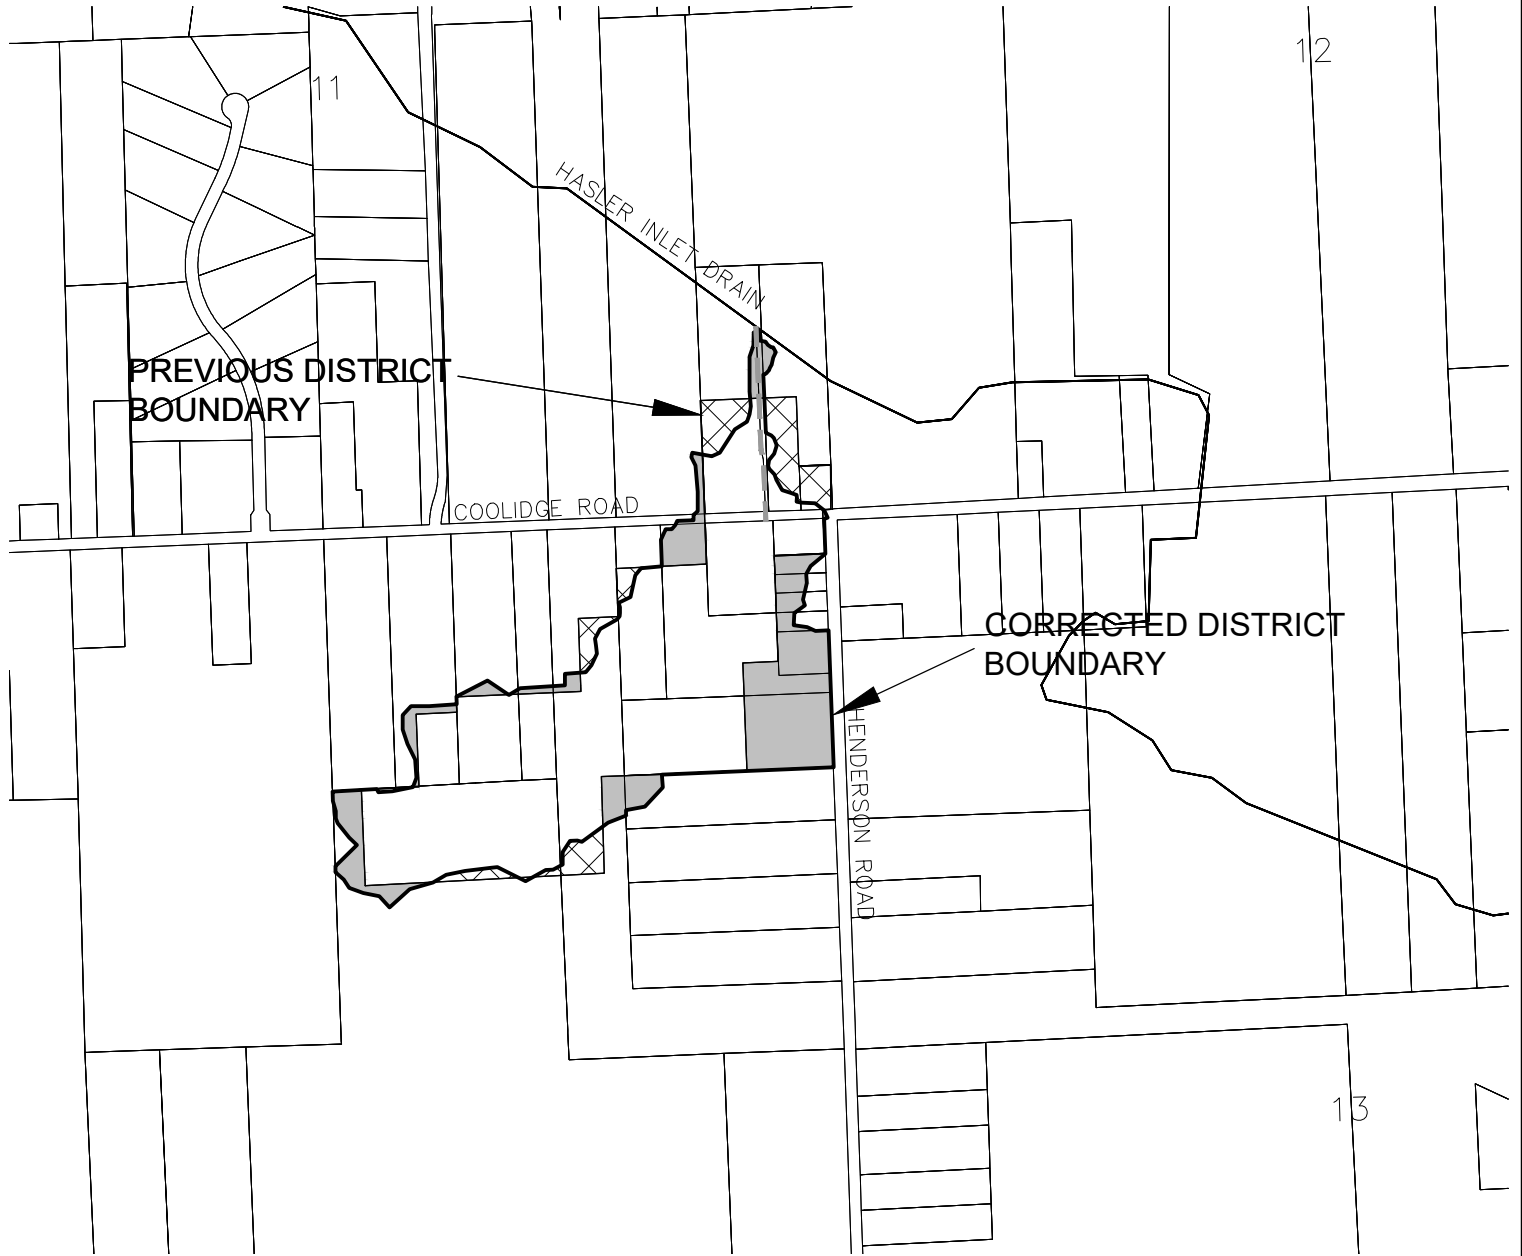 12
11
HASLER INLET DRAIN
PREVIOUS DISTRICT
BOUNDARY
COOLIDGE ROAD
CORRECTED DISTRICT
BOUNDARY
HENDERSON ROAD
13